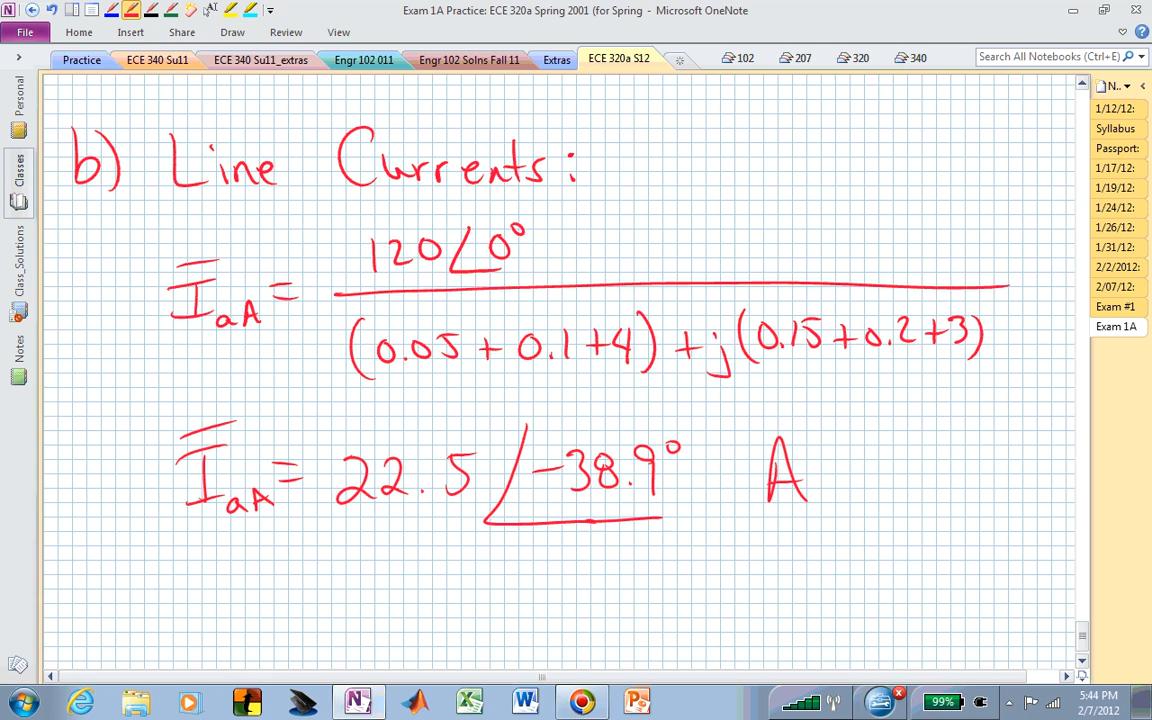 Exam 1A Practice: ECE 320a Spring 2001 (for Spring - Microsoft OneNote
File Home Insert Share Draw Review View
Practice ECE 340 Su11 ECE 340 Su11_extras Engr 102 011 Engr 102 Solns Fall 11 Extras ECE 320a S12 102 207 320 340 Search All Notebooks (Ctrl+E)
N..
Personal
Classes
Class_Solutions
Notes
1/12/12:
Syllabus
Passport:
1/17/12:
1/19/12:
1/24/12:
1/26/12:
1/31/12:
2/2/2012:
2/07/12:
Exam #1
Exam 1A
b) Line Currents:
120∠0°
I̅aA =
(0.05 + 0.1 + 4) + j(0.15 + 0.2 + 3)
I̅aA = 22.5 ∠-38.9° A
99%
5:44 PM
2/7/2012